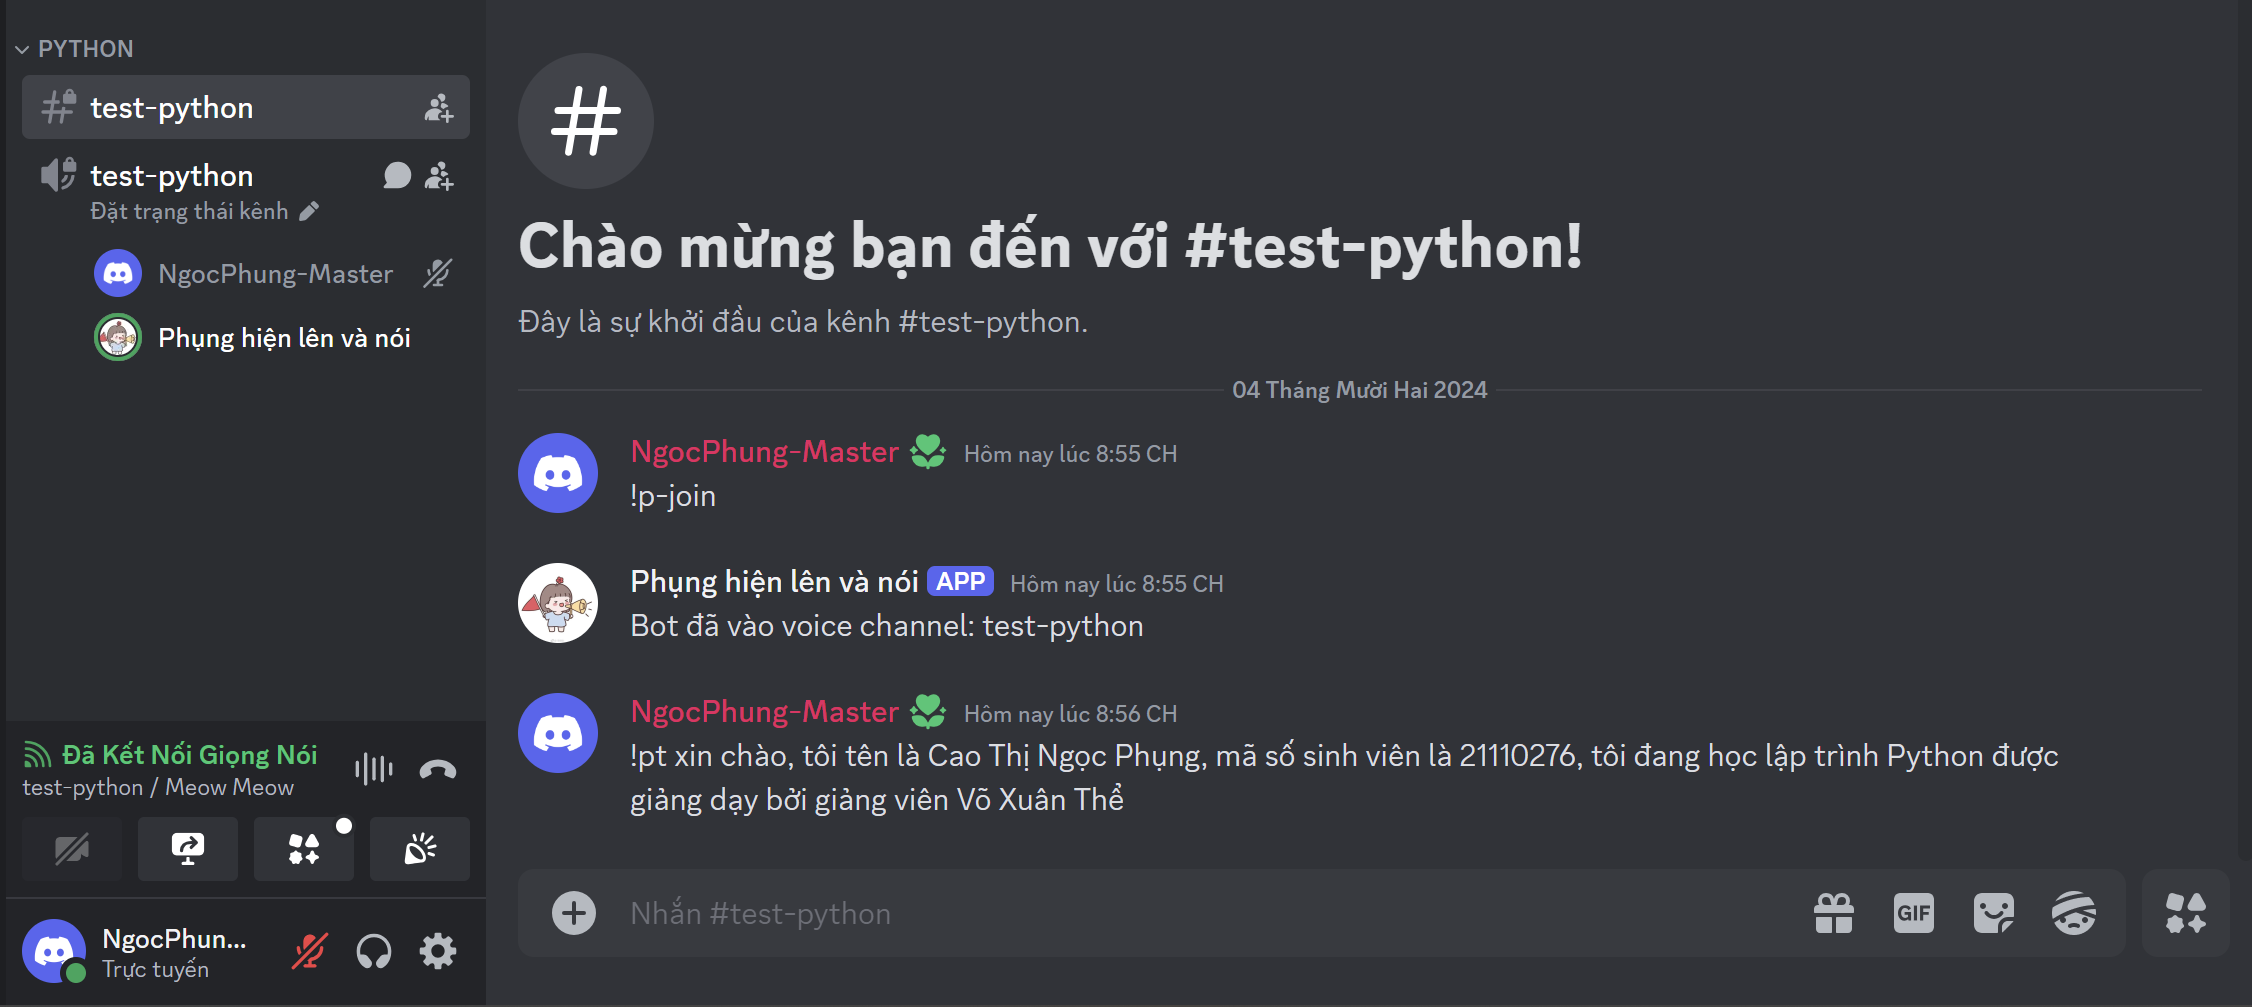 PYTHON
test-python
test-python
Đặt trạng thái kênh
NgocPhung-Master
Phụng hiện lên và nói
Đã Kết Nối Giọng Nói
test-python / Meow Meow
NgocPhun...
Trực tuyến
Chào mừng bạn đến với #test-python!
Đây là sự khởi đầu của kênh #test-python.
04 Tháng Mười Hai 2024
NgocPhung-Master Hôm nay lúc 8:55 CH
!p-join
Phụng hiện lên và nói APP Hôm nay lúc 8:55 CH
Bot đã vào voice channel: test-python
NgocPhung-Master Hôm nay lúc 8:56 CH
!pt xin chào, tôi tên là Cao Thị Ngọc Phụng, mã số sinh viên là 21110276, tôi đang học lập trình Python được
giảng dạy bởi giảng viên Võ Xuân Thể
Nhắn #test-python
GIF